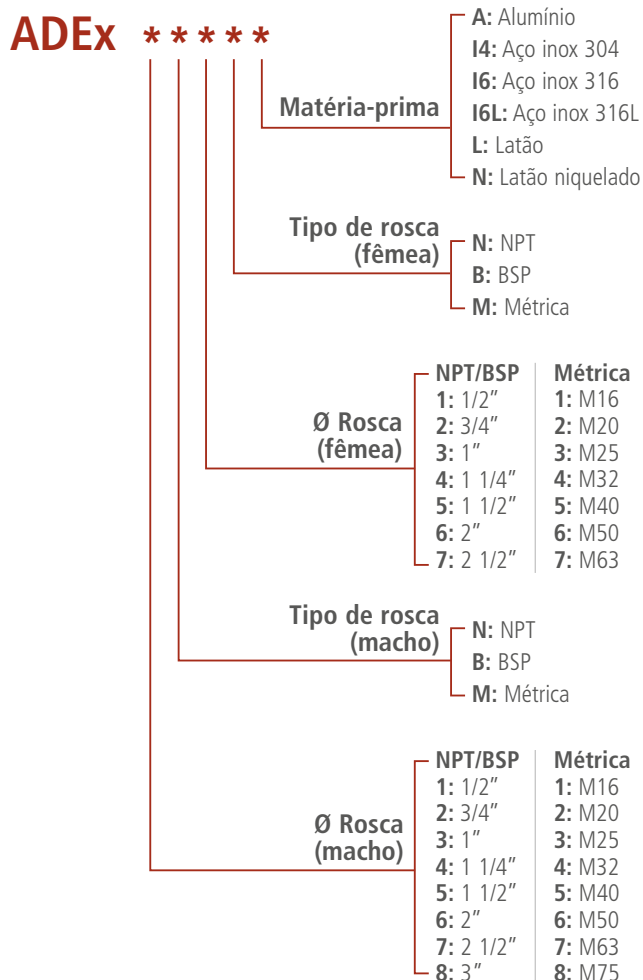 ADEx * * * * *
Matéria-prima
A: Alumínio
I4: Aço inox 304
I6: Aço inox 316
I6L: Aço inox 316L
L: Latão
N: Latão niquelado
Tipo de rosca
(fêmea)
N: NPT
B: BSP
M: Métrica
Ø Rosca
(fêmea)
NPT/BSP Métrica
1: 1/2” 1: M16
2: 3/4” 2: M20
3: 1” 3: M25
4: 1 1/4” 4: M32
5: 1 1/2” 5: M40
6: 2” 6: M50
7: 2 1/2” 7: M63
Tipo de rosca
(macho)
N: NPT
B: BSP
M: Métrica
Ø Rosca
(macho)
NPT/BSP Métrica
1: 1/2” 1: M16
2: 3/4” 2: M20
3: 1” 3: M25
4: 1 1/4” 4: M32
5: 1 1/2” 5: M40
6: 2” 6: M50
7: 2 1/2” 7: M63
8: 3” 8: M75